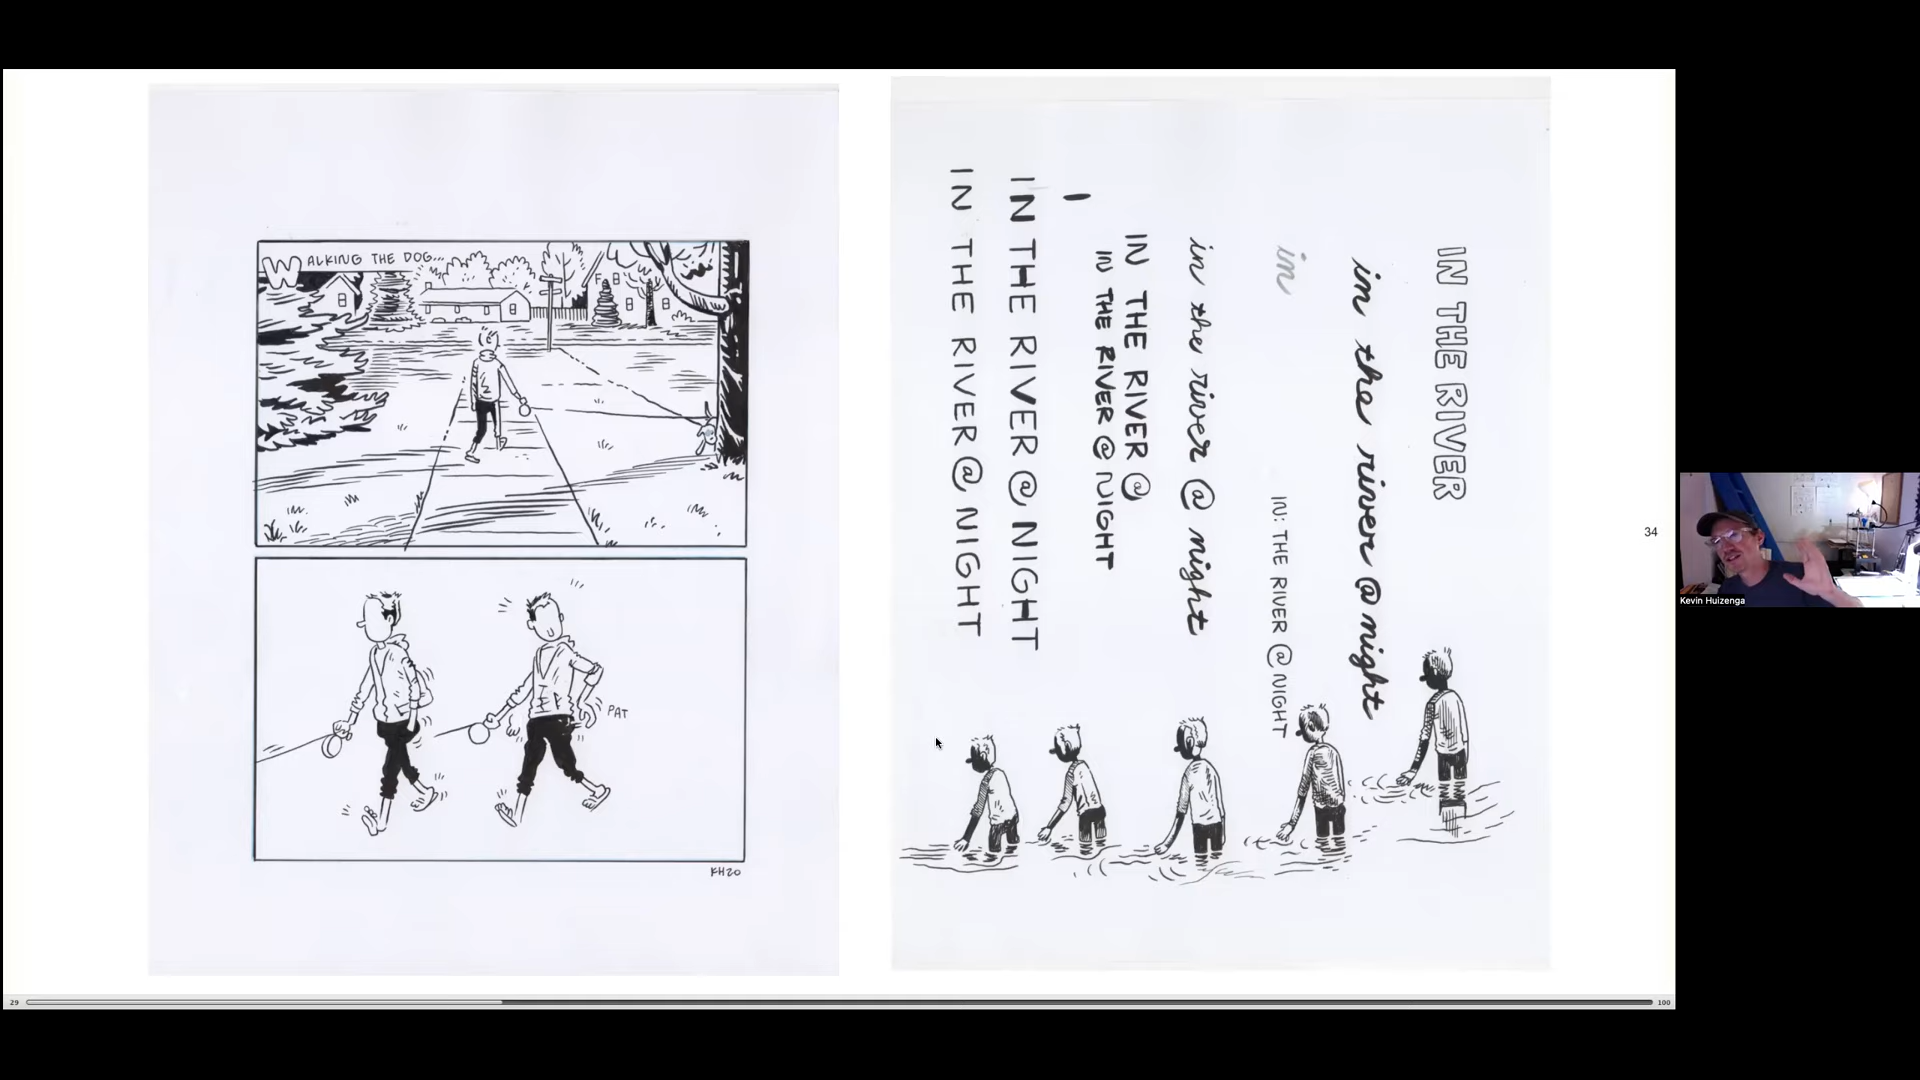 WALKING THE DOG...
PAT
KH20
IN THE RIVER
in the river @ night
in
IN: THE RIVER @ NIGHT
in the river @ night
IN THE RIVER @
IN THE RIVER @ NIGHT
I
IN THE RIVER @ NIGHT
IN THE RIVER @ NIGHT
34
Kevin Huizenga
29
100